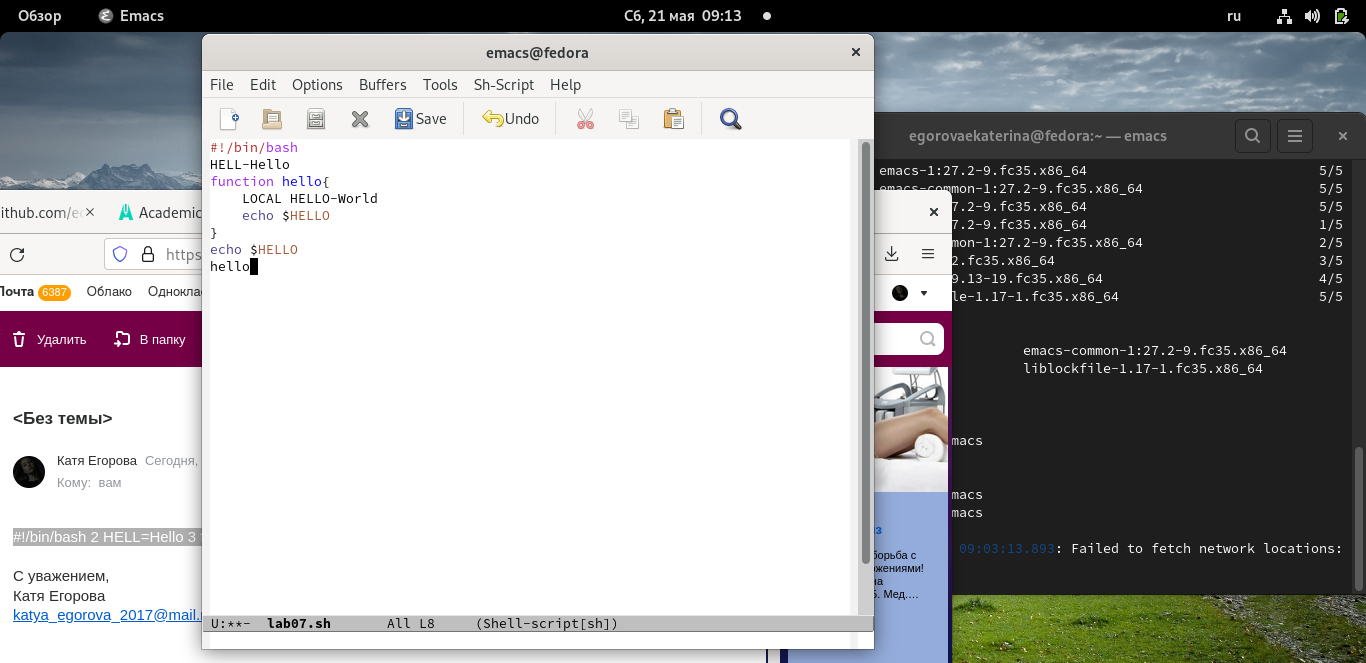 Обзор Emacs Сб, 21 мая 09:13 ru
emacs@fedora
File Edit Options Buffers Tools Sh-Script Help
Save Undo
#!/bin/bash
HELL-Hello
function hello{
LOCAL HELLO-World
echo $HELLO
}
echo $HELLO
hello
U:**- lab07.sh All L8 (Shell-script[sh])
egorovaekaterina@fedora:~ — emacs
emacs-1:27.2-9.fc35.x86_64 5/5
emacs-common-1:27.2-9.fc35.x86_64 5/5
7.2-9.fc35.x86_64 5/5
7.2-9.fc35.x86_64 1/5
mon-1:27.2-9.fc35.x86_64 2/5
2.fc35.x86_64 3/5
9.13-19.fc35.x86_64 4/5
le-1.17-1.fc35.x86_64 5/5
emacs-common-1:27.2-9.fc35.x86_64
liblockfile-1.17-1.fc35.x86_64
macs
macs
macs
09:03:13.893: Failed to fetch network locations:
ithub.com/e Academic
https
Почта 6387 Облако Однокла
Удалить В папку
<Без темы>
Катя Егорова Сегодня,
Кому: вам
#!/bin/bash 2 HELL=Hello 3
С уважением,
Катя Егорова
katya_egorova_2017@mail.
борьба с
жениями!
на
Б. Мед.…